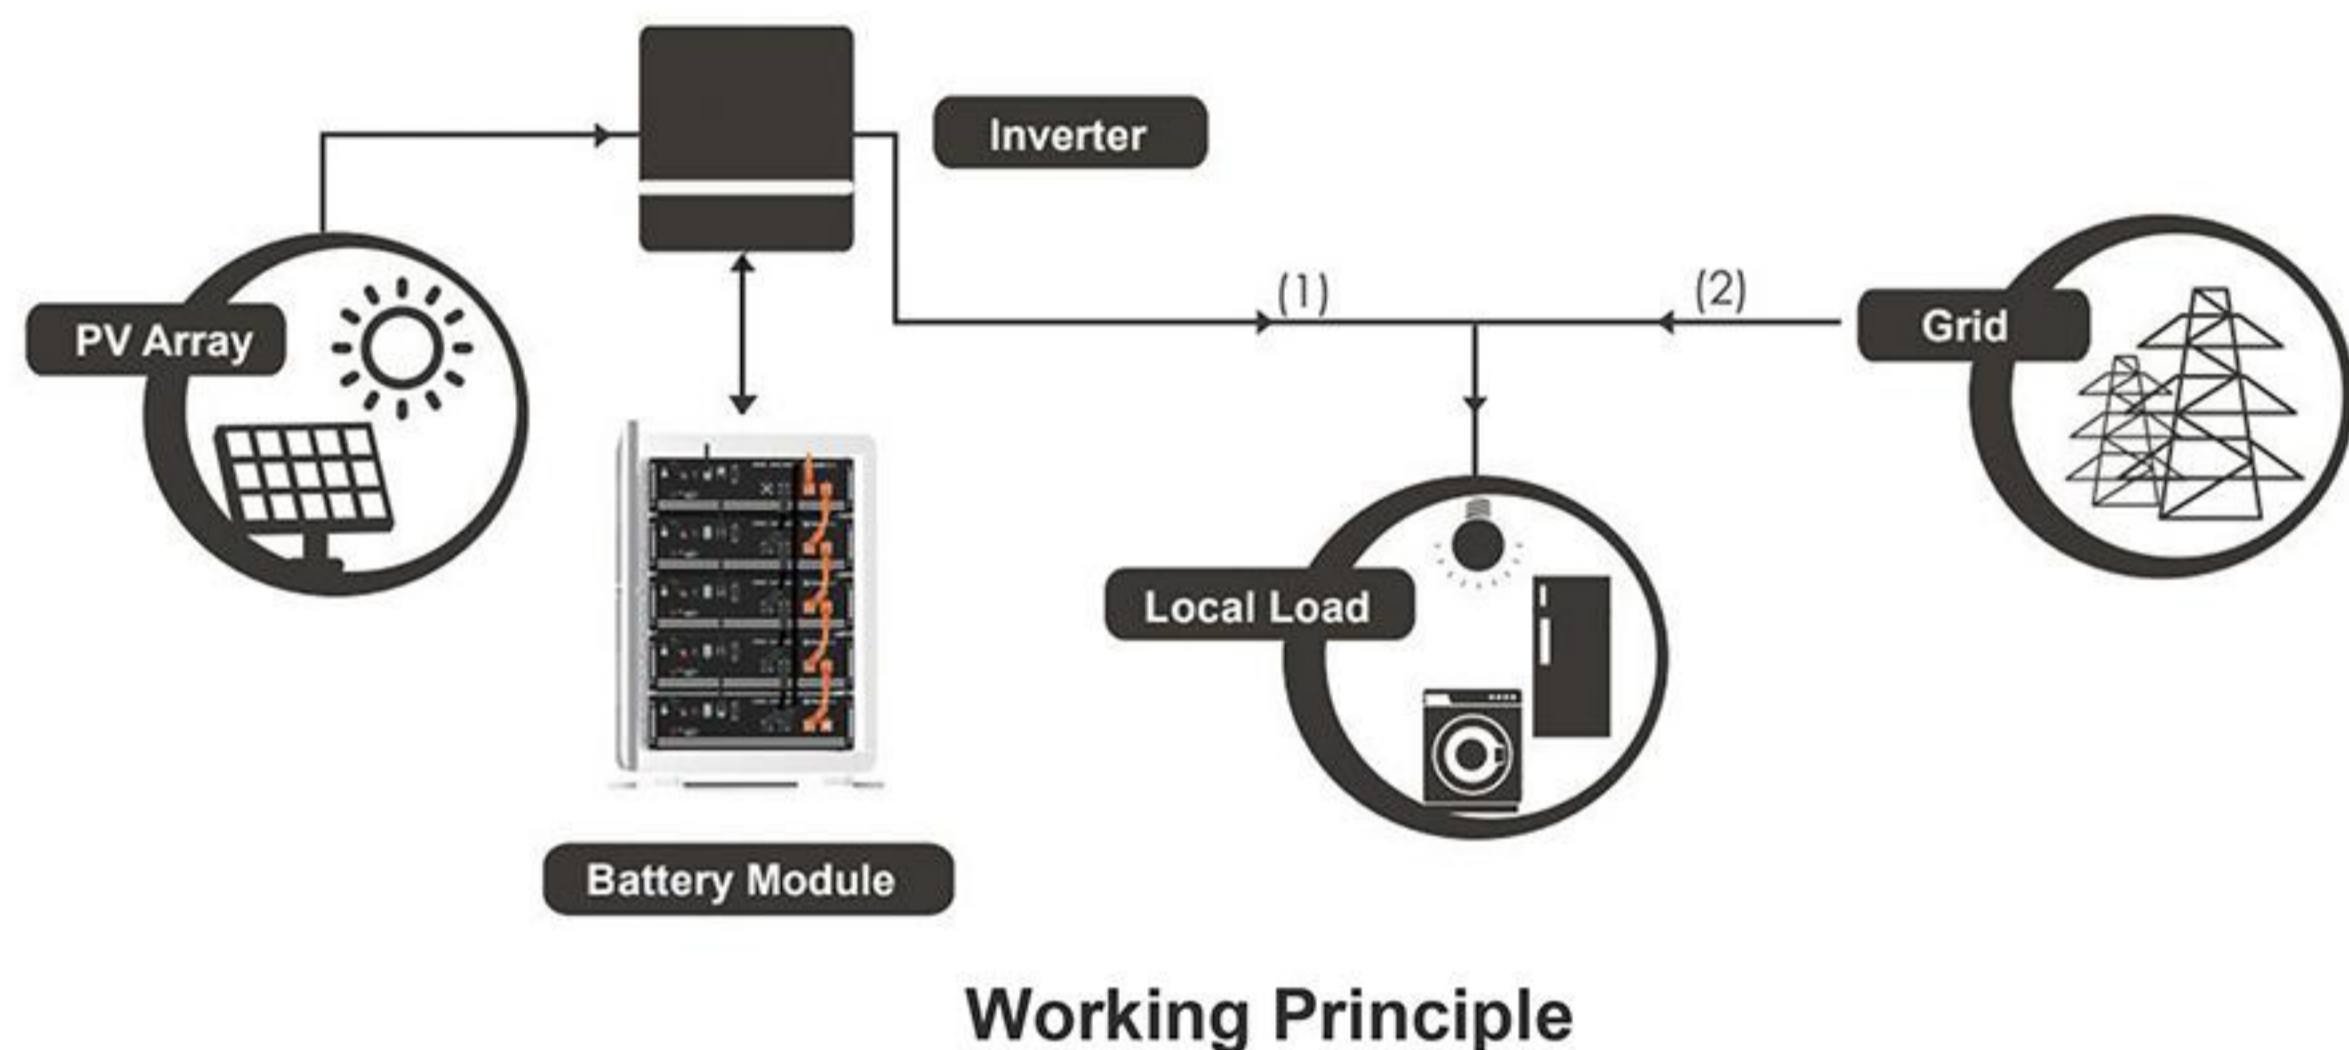 Inverter
(1)
(2)
PV Array
Grid
Local Load
Battery Module
Working Principle